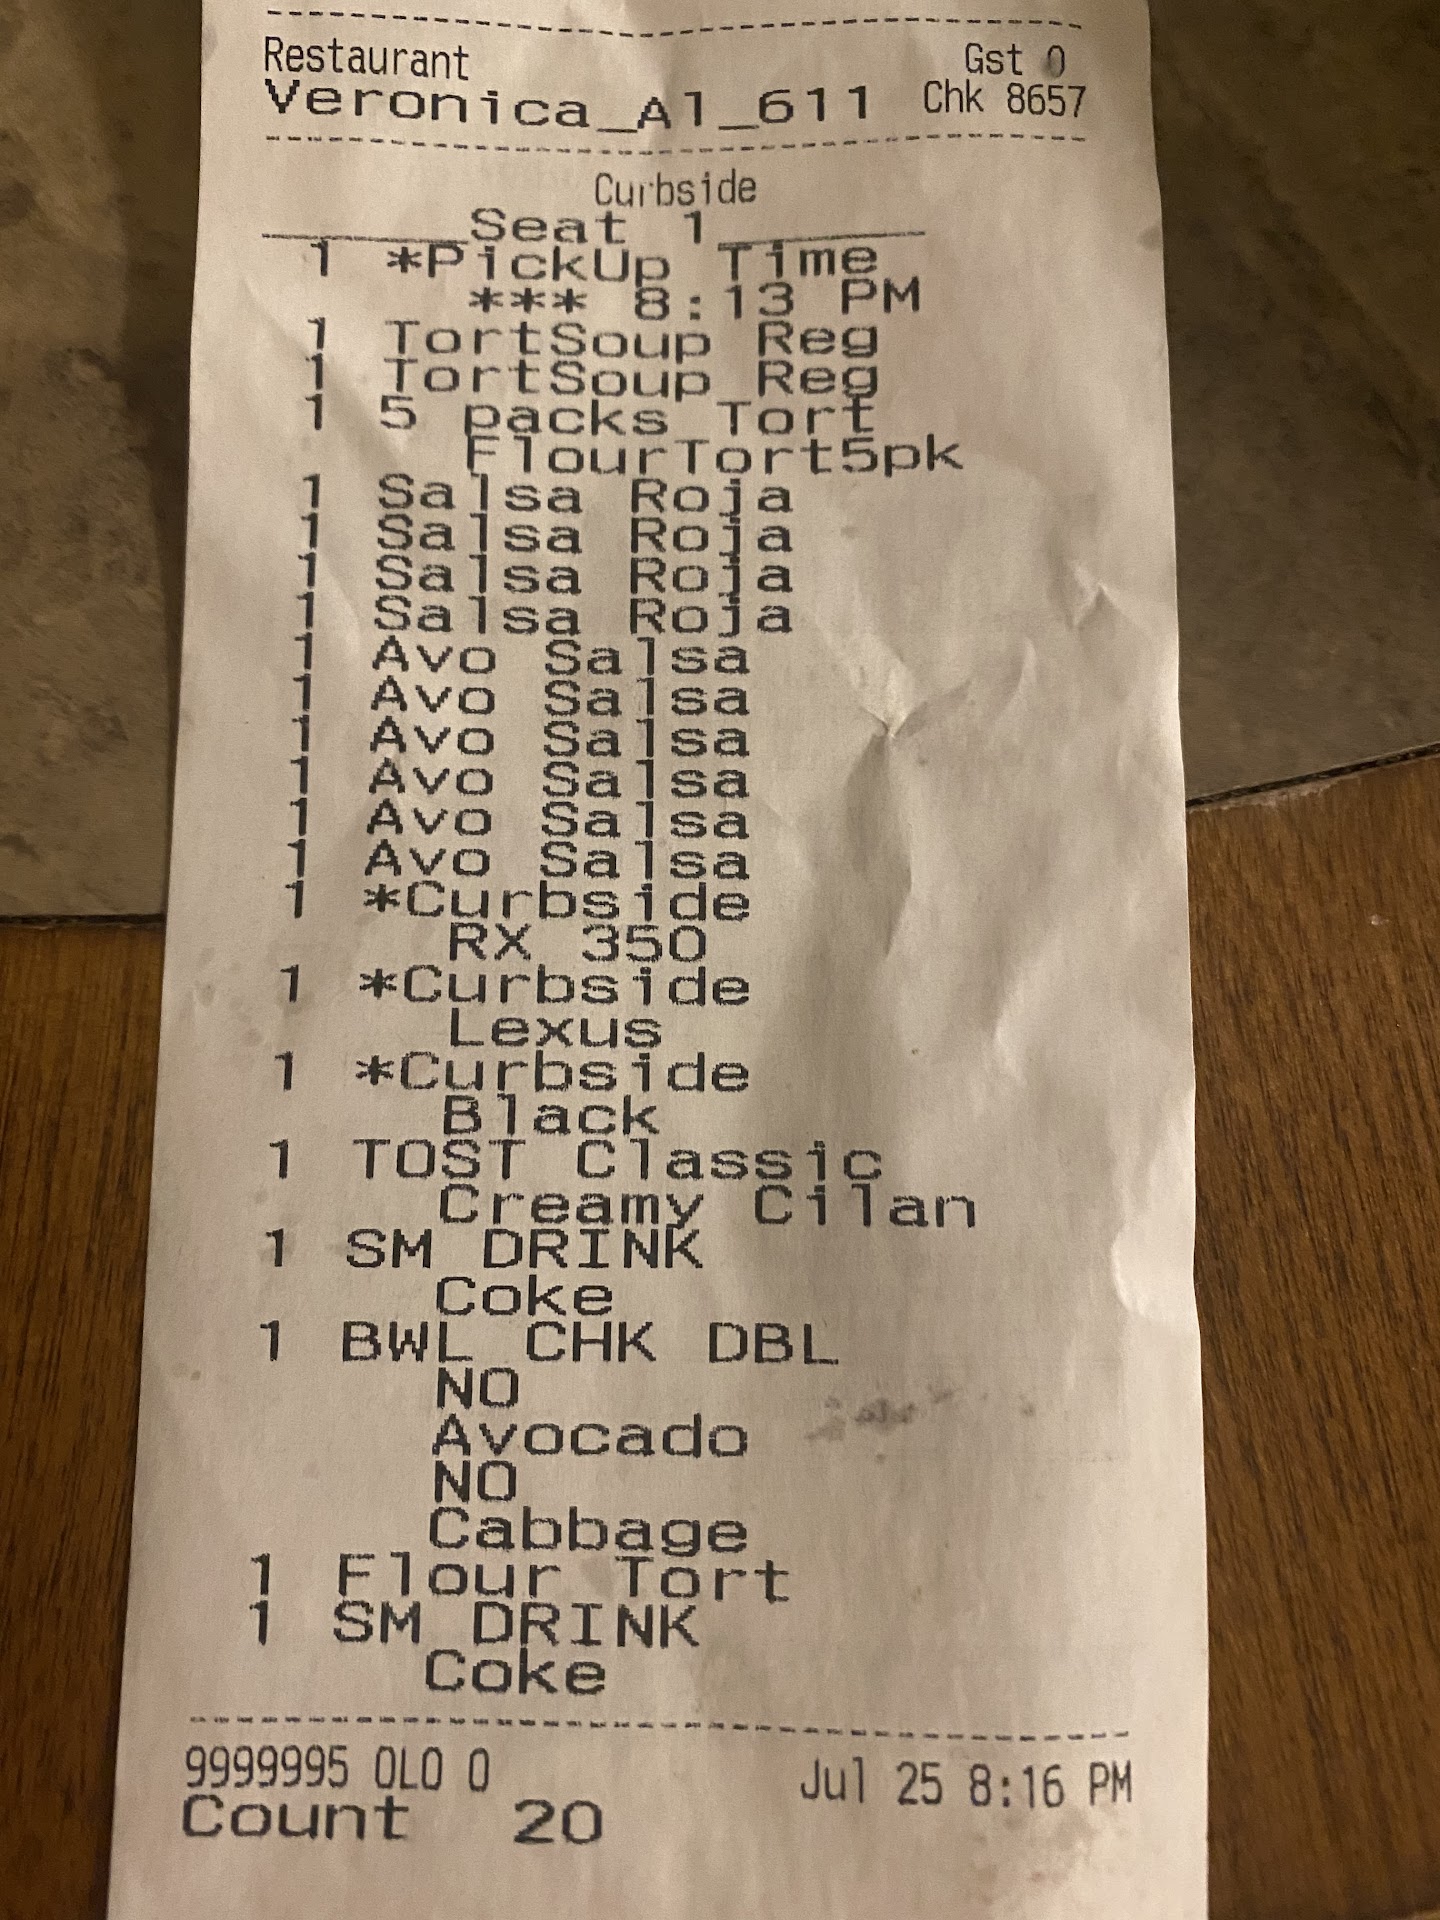 Restaurant Gst 0
Veronica_Al_611 Chk 8657
Curbside
______Seat 1______
1 *PickUp Time
*** 8:13 PM
1 TortSoup Reg
1 TortSoup Reg
1 5 packs Tort
FlourTort5pk
1 Salsa Roja
1 Salsa Roja
1 Salsa Roja
1 Salsa Roja
1 Avo Salsa
1 Avo Salsa
1 Avo Salsa
1 Avo Salsa
1 Avo Salsa
1 Avo Salsa
1 *Curbside
RX 350
1 *Curbside
Lexus
1 *Curbside
Black
1 TOST Classic
Creamy Cilan
1 SM DRINK
Coke
1 BWL CHK DBL
NO
Avocado
NO
Cabbage
1 Flour Tort
1 SM DRINK
Coke
9999995 OLO 0 Jul 25 8:16 PM
Count 20